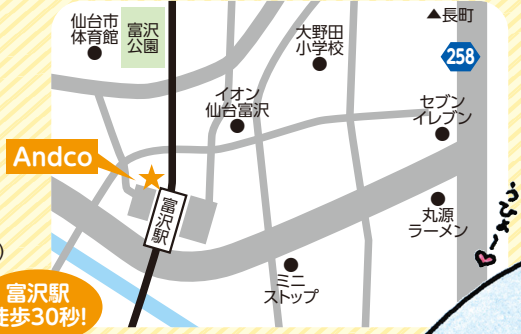 仙台市
体育館
富沢
公園
▲長町
大野田
小学校
258
イオン
仙台富沢
セブン
イレブン
Andco
富沢駅
丸源
ラーメン
うひょー
ミニ
ストップ
)
富沢駅
徒歩30秒!